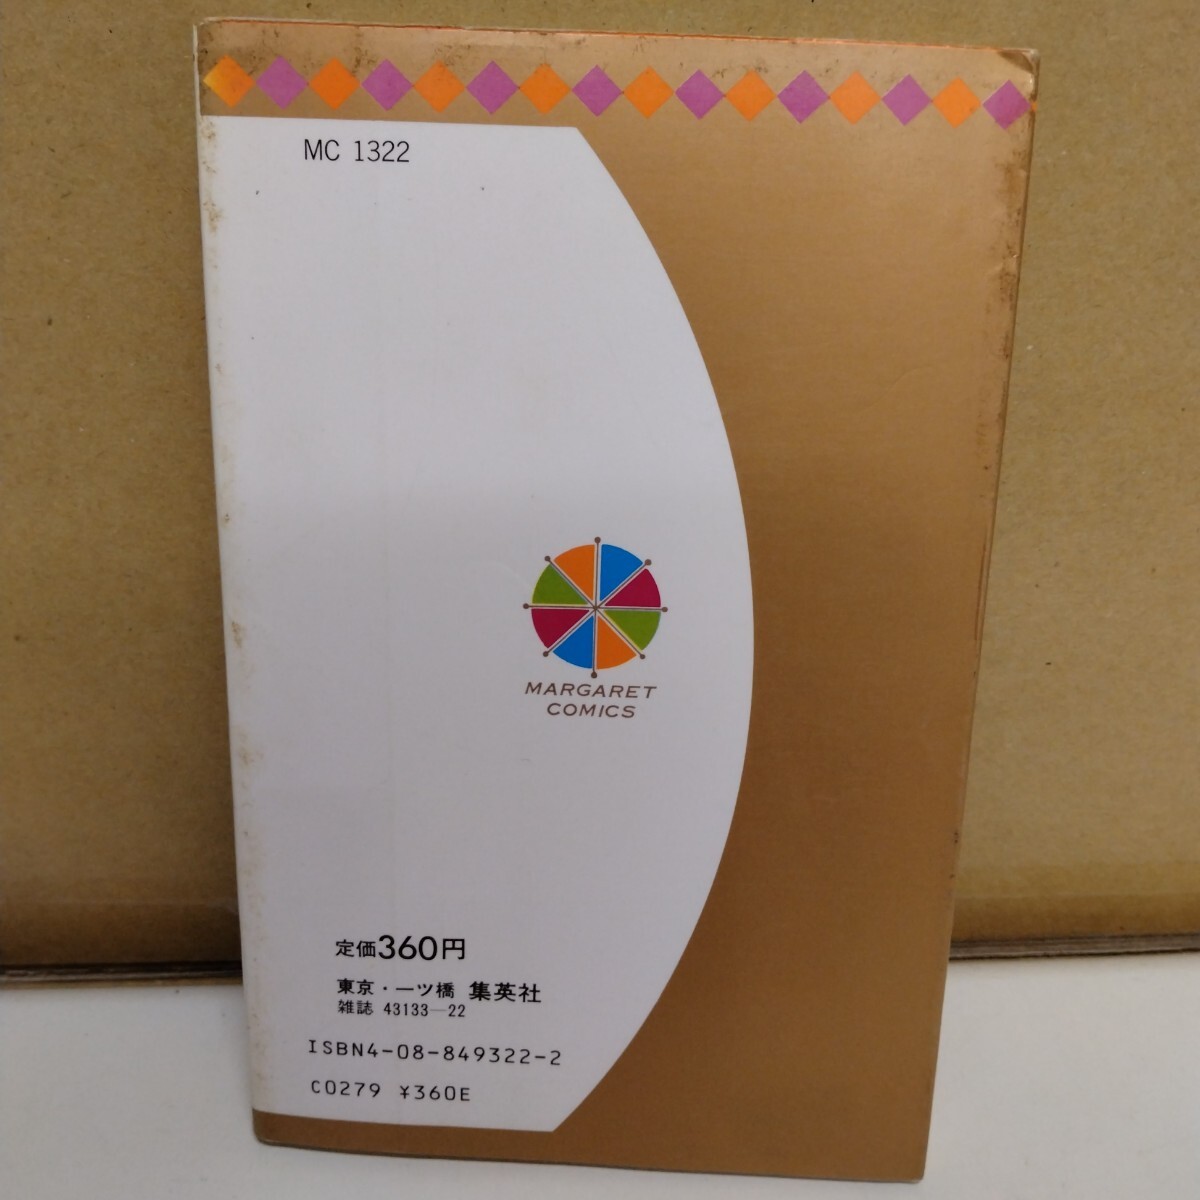 MC 1322
MARGARET
COMICS
定価360円
東京・一ツ橋 集英社
雑誌 43133—22
ISBN4-08-849322-2
C0279 ¥360E